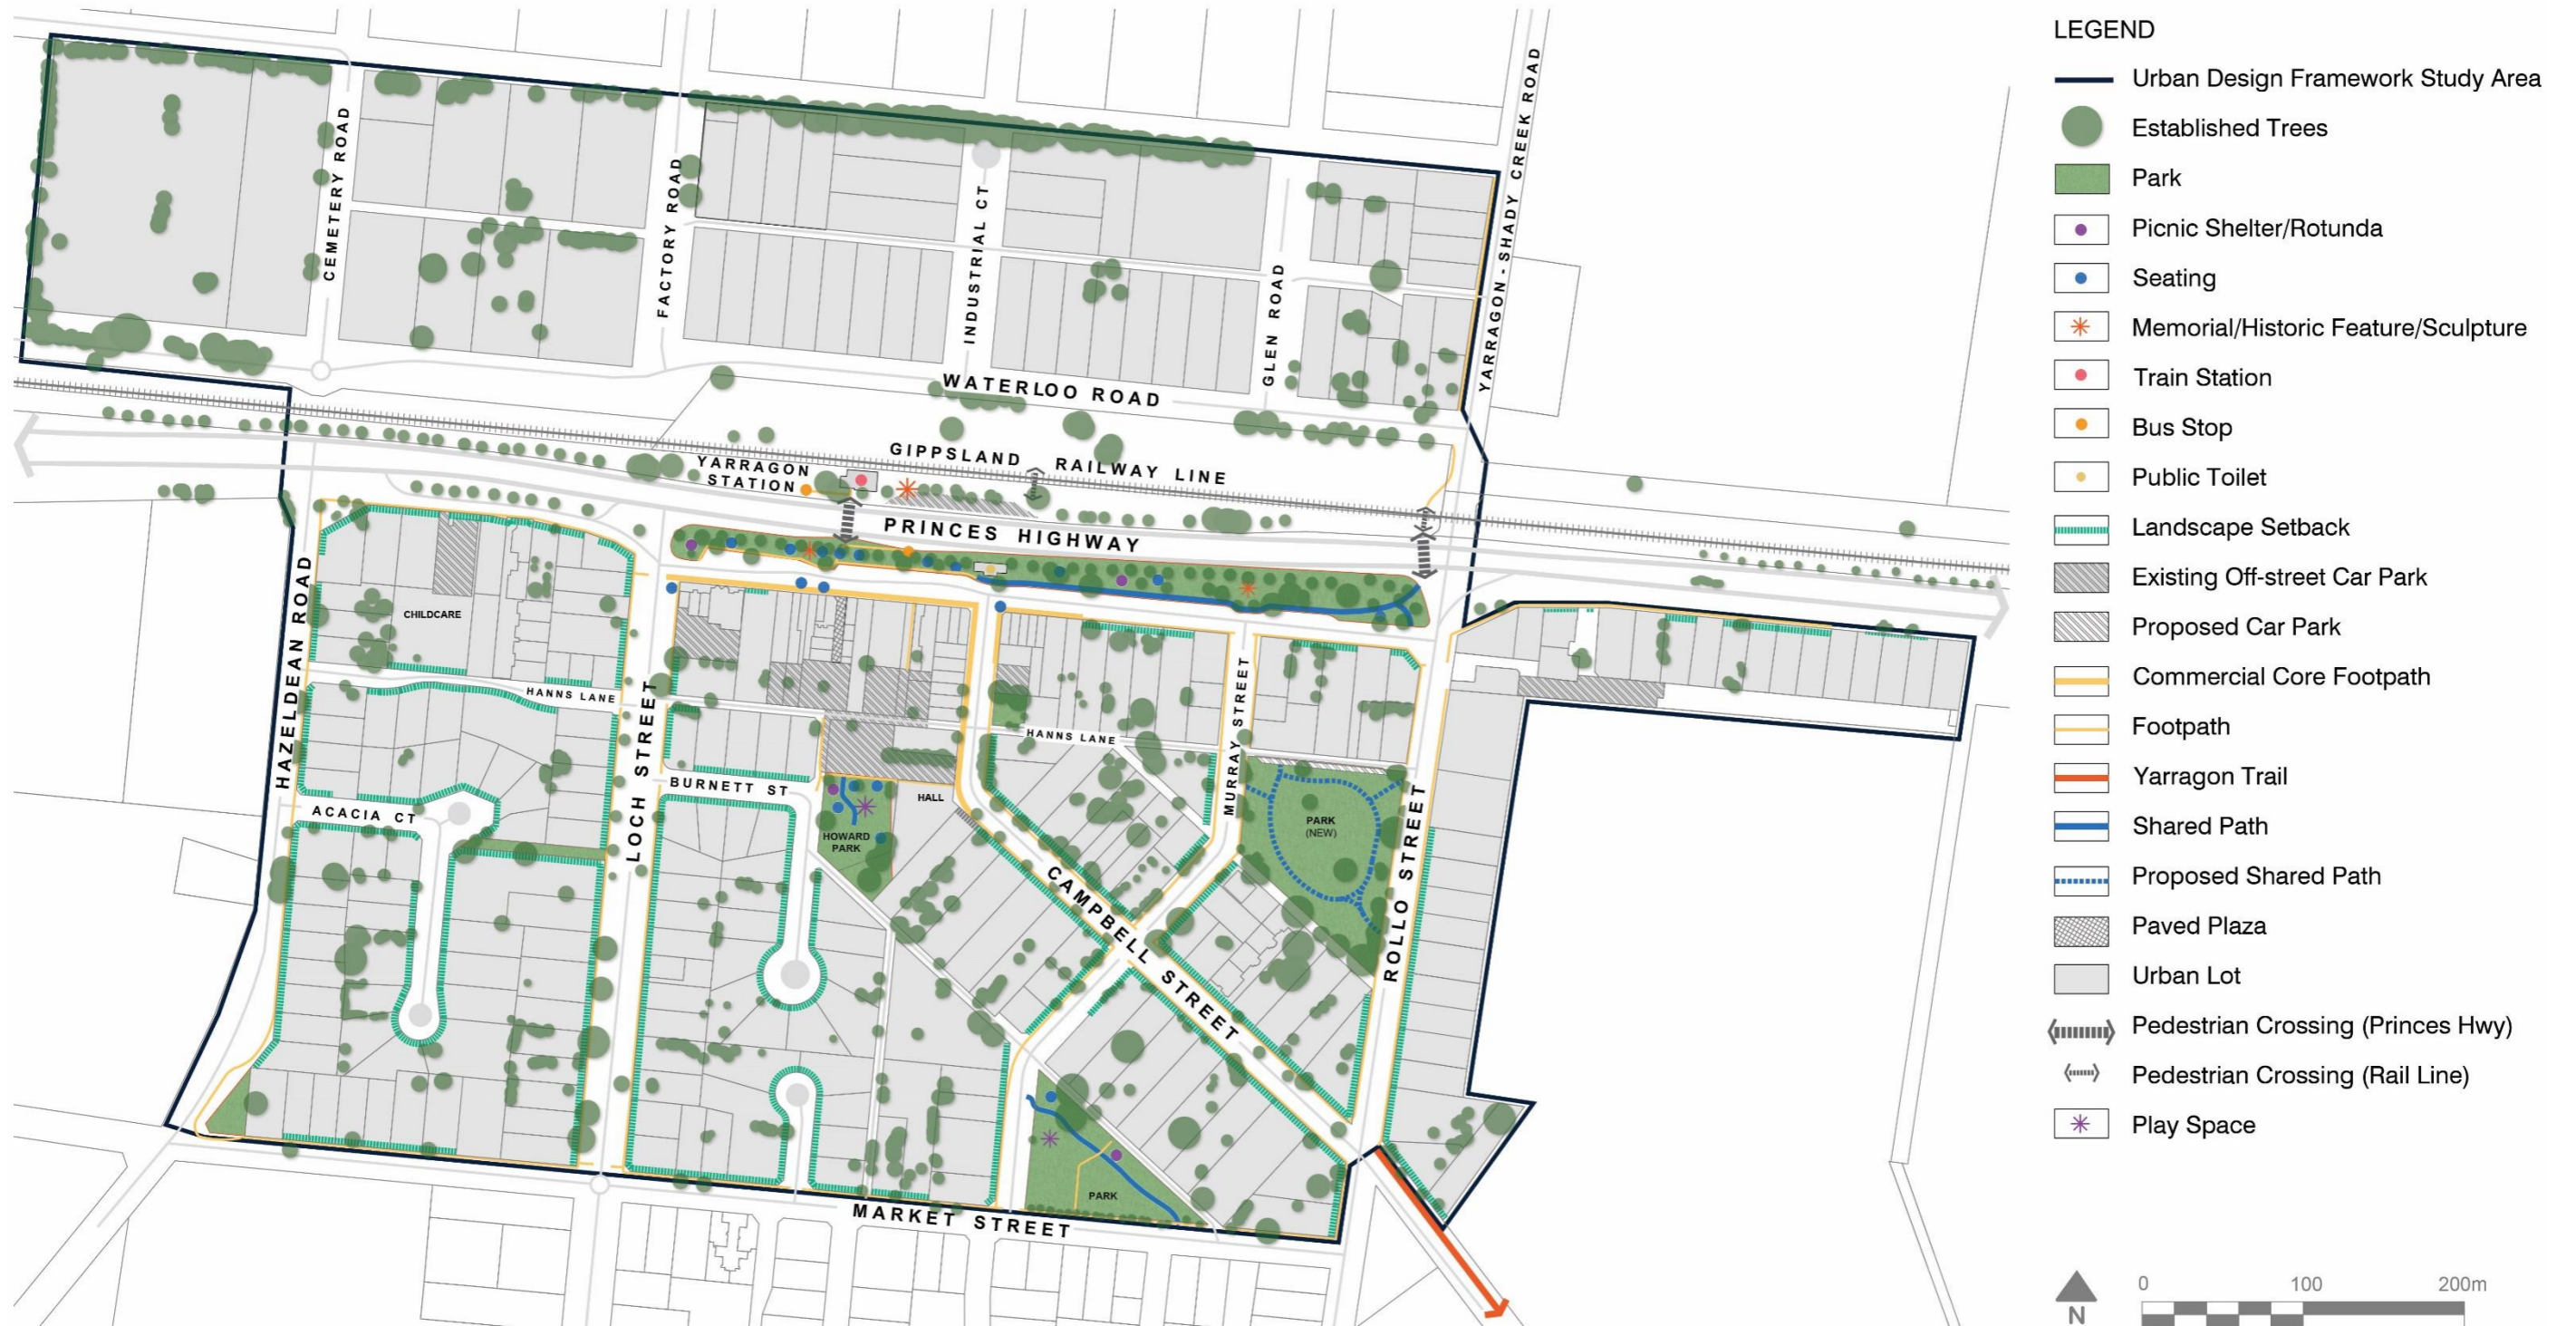 CEMETERY ROAD
FACTORY ROAD
INDUSTRIAL CT
GLEN ROAD
YARRAGON - SHADY CREEK ROAD
WATERLOO ROAD
GIPPSLAND RAILWAY LINE
YARRAGON
STATION
PRINCES HIGHWAY
HAZELDEAN ROAD
CHILDCARE
HANNS LANE
LOCH STREET
HANNS LANE
MURRAY STREET
BURNETT ST
HALL
ACACIA CT
HOWARD
PARK
PARK
(NEW)
ROLLO STREET
CAMPBELL STREET
PARK
MARKET STREET
LEGEND
Urban Design Framework Study Area
Established Trees
Park
Picnic Shelter/Rotunda
Seating
Memorial/Historic Feature/Sculpture
Train Station
Bus Stop
Public Toilet
Landscape Setback
Existing Off-street Car Park
Proposed Car Park
Commercial Core Footpath
Footpath
Yarragon Trail
Shared Path
Proposed Shared Path
Paved Plaza
Urban Lot
Pedestrian Crossing (Princes Hwy)
Pedestrian Crossing (Rail Line)
Play Space
N
0 100 200m